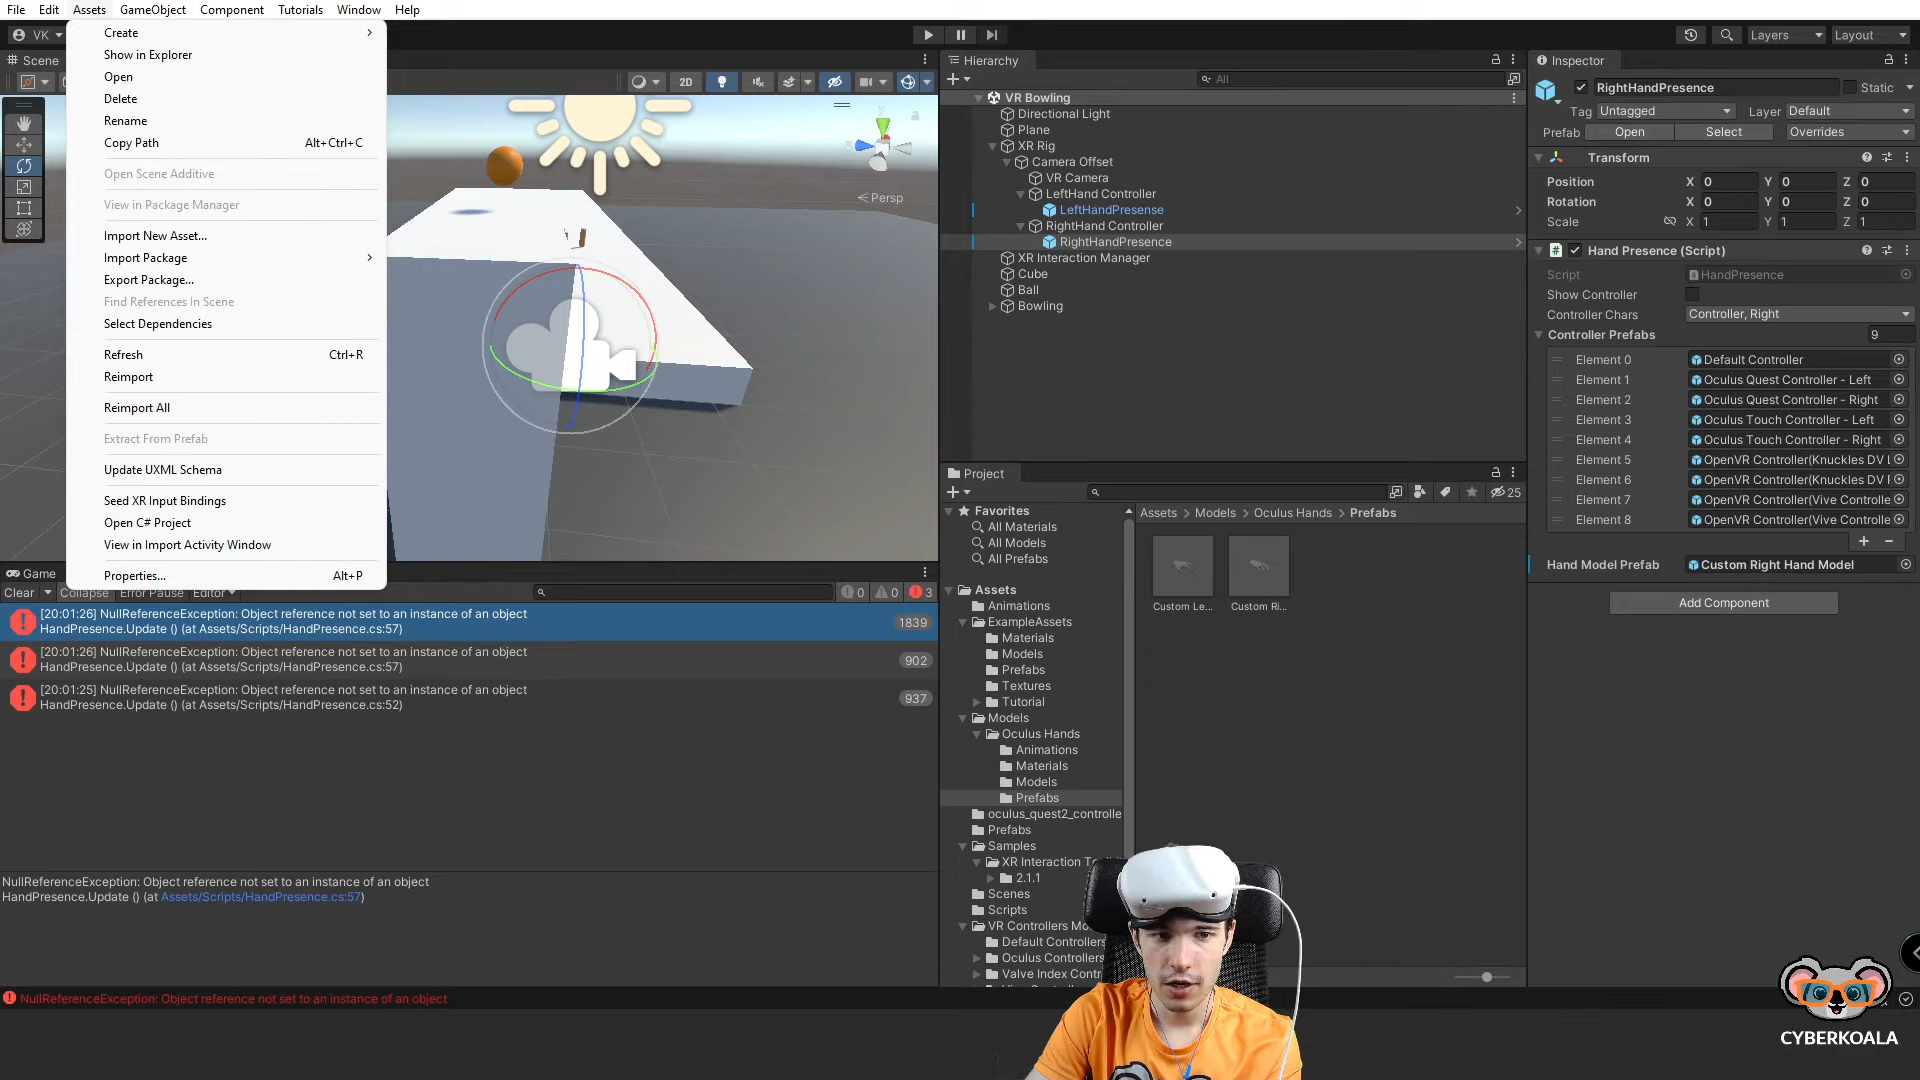 File Edit Assets GameObject Component Tutorials Window Help
VK
Layers
Layout
Scene
2D
Persp
Create
Show in Explorer
Open
Delete
Rename
Copy Path Alt+Ctrl+C
Open Scene Additive
View in Package Manager
Import New Asset...
Import Package
Export Package...
Find References In Scene
Select Dependencies
Refresh Ctrl+R
Reimport
Reimport All
Extract From Prefab
Update UXML Schema
Seed XR Input Bindings
Open C# Project
View in Import Activity Window
Properties... Alt+P
Game
Clear Collapse Error Pause Editor
0 0 3
[20:01:26] NullReferenceException: Object reference not set to an instance of an object
HandPresence.Update () (at Assets/Scripts/HandPresence.cs:57)
1839
[20:01:26] NullReferenceException: Object reference not set to an instance of an object
HandPresence.Update () (at Assets/Scripts/HandPresence.cs:57)
902
[20:01:25] NullReferenceException: Object reference not set to an instance of an object
HandPresence.Update () (at Assets/Scripts/HandPresence.cs:52)
937
NullReferenceException: Object reference not set to an instance of an object
HandPresence.Update () (at Assets/Scripts/HandPresence.cs:57)
NullReferenceException: Object reference not set to an instance of an object
Hierarchy
All
VR Bowling
Directional Light
Plane
XR Rig
Camera Offset
VR Camera
LeftHand Controller
LeftHandPresense
RightHand Controller
RightHandPresence
XR Interaction Manager
Cube
Ball
Bowling
Project
25
Favorites
All Materials
All Models
All Prefabs
Assets
Animations
ExampleAssets
Materials
Models
Prefabs
Textures
Tutorial
Models
Oculus Hands
Animations
Materials
Models
Prefabs
oculus_quest2_controlle
Prefabs
Samples
XR Interaction T
2.1.1
Scenes
Scripts
VR Controllers Mo
Default Controllers
Oculus Controllers
Valve Index Cont
Assets > Models > Oculus Hands > Prefabs
Custom Le...
Custom Ri...
Inspector
RightHandPresence Static
Tag Untagged Layer Default
Prefab Open Select Overrides
Transform
Position X 0 Y 0 Z 0
Rotation X 0 Y 0 Z 0
Scale X 1 Y 1 Z 1
Hand Presence (Script)
Script HandPresence
Show Controller
Controller Chars Controller, Right
Controller Prefabs 9
Element 0 Default Controller
Element 1 Oculus Quest Controller - Left
Element 2 Oculus Quest Controller - Right
Element 3 Oculus Touch Controller - Left
Element 4 Oculus Touch Controller - Right
Element 5 OpenVR Controller(Knuckles DV L
Element 6 OpenVR Controller(Knuckles DV F
Element 7 OpenVR Controller(Vive Controlle
Element 8 OpenVR Controller(Vive Controlle
Hand Model Prefab Custom Right Hand Model
Add Component
CYBERKOALA